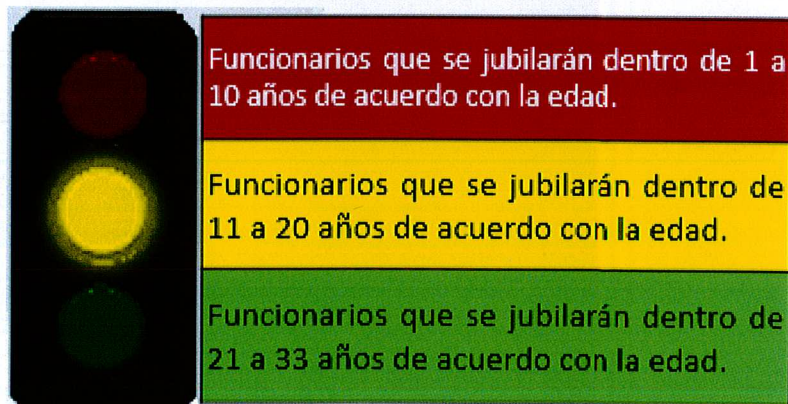 Funcionarios que se jubilarán dentro de 1 a
10 años de acuerdo con la edad.
Funcionarios que se jubilarán dentro de
11 a 20 años de acuerdo con la edad.
Funcionarios que se jubilarán dentro de
21 a 33 años de acuerdo con la edad.